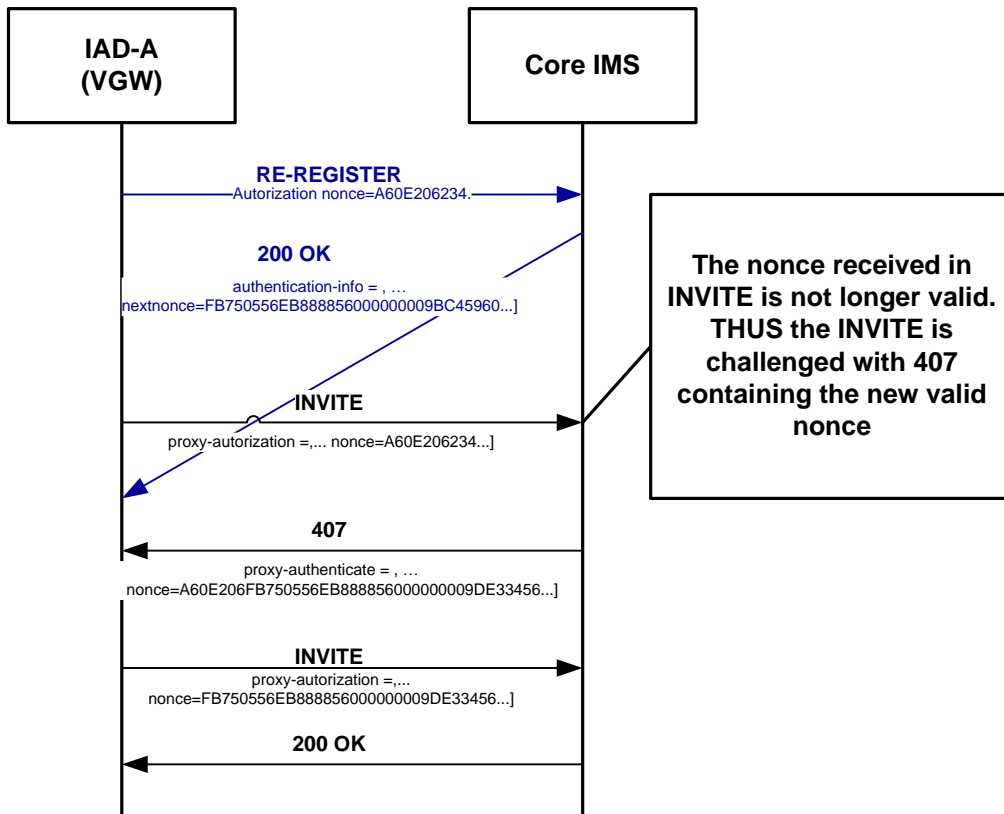 IAD-A
(VGW)
Core IMS
RE-REGISTER
Autorization nonce=A60E206234.
200 OK
authentication-info = , …
nextnonce=FB750556EB888856000000009BC45960...]
The nonce received in
INVITE is not longer valid.
THUS the INVITE is
challenged with 407
containing the new valid
nonce
INVITE
proxy-autorization =,... nonce=A60E206234...]
407
proxy-authenticate = , …
nonce=A60E206FB750556EB888856000000009DE33456...]
INVITE
proxy-autorization =,...
nonce=FB750556EB888856000000009DE33456...]
200 OK